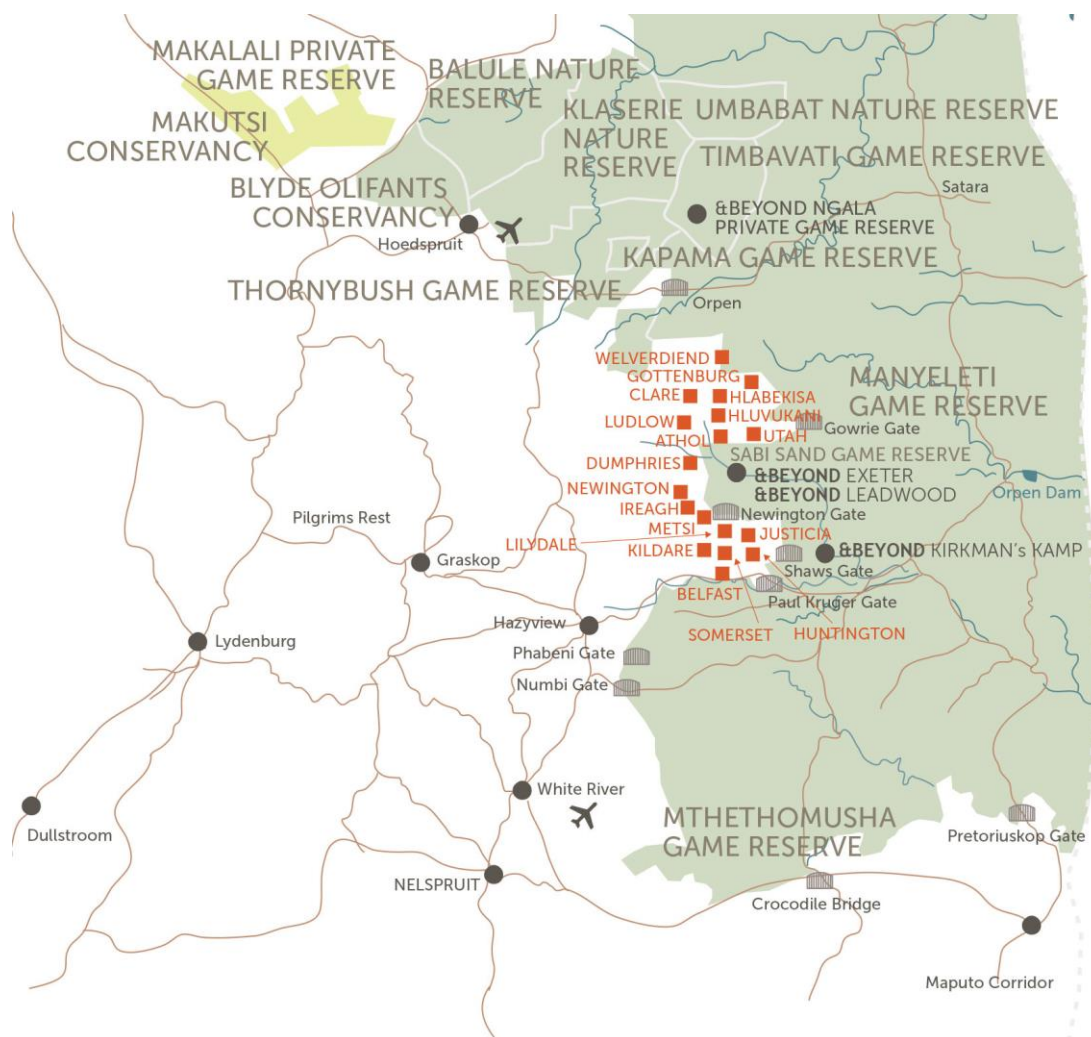 MAKALALI PRIVATE
GAME RESERVE
BALULE NATURE
RESERVE
KLASERIE
NATURE
RESERVE
UMBABAT NATURE RESERVE
MAKUTSI
CONSERVANCY
TIMBAVATI GAME RESERVE
BLYDE OLIFANTS
CONSERVANCY
Satara
&BEYOND NGALA
PRIVATE GAME RESERVE
Hoedspruit
KAPAMA GAME RESERVE
THORNYBUSH GAME RESERVE
Orpen
WELVERDIEND
GOTTENBURG
CLARE
HLABEKISA
MANYELETI
GAME RESERVE
HLUVUKANI
LUDLOW
Gowrie Gate
ATHOL
UTAH
SABI SAND GAME RESERVE
DUMPHRIES
&BEYOND EXETER
&BEYOND LEADWOOD
Orpen Dam
NEWINGTON
IREAGH
Newington Gate
Pilgrims Rest
METSI
JUSTICIA
LILYDALE
KILDARE
&BEYOND KIRKMAN's KAMP
Graskop
Shaws Gate
BELFAST
Paul Kruger Gate
Hazyview
SOMERSET
HUNTINGTON
Lydenburg
Phabeni Gate
Numbi Gate
White River
Dullstroom
MTHETHOMUSHA
GAME RESERVE
Pretoriuskop Gate
NELSPRUIT
Crocodile Bridge
Maputo Corridor